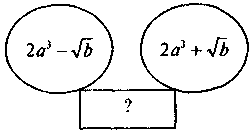 2a³ − √b
2a³ + √b
?